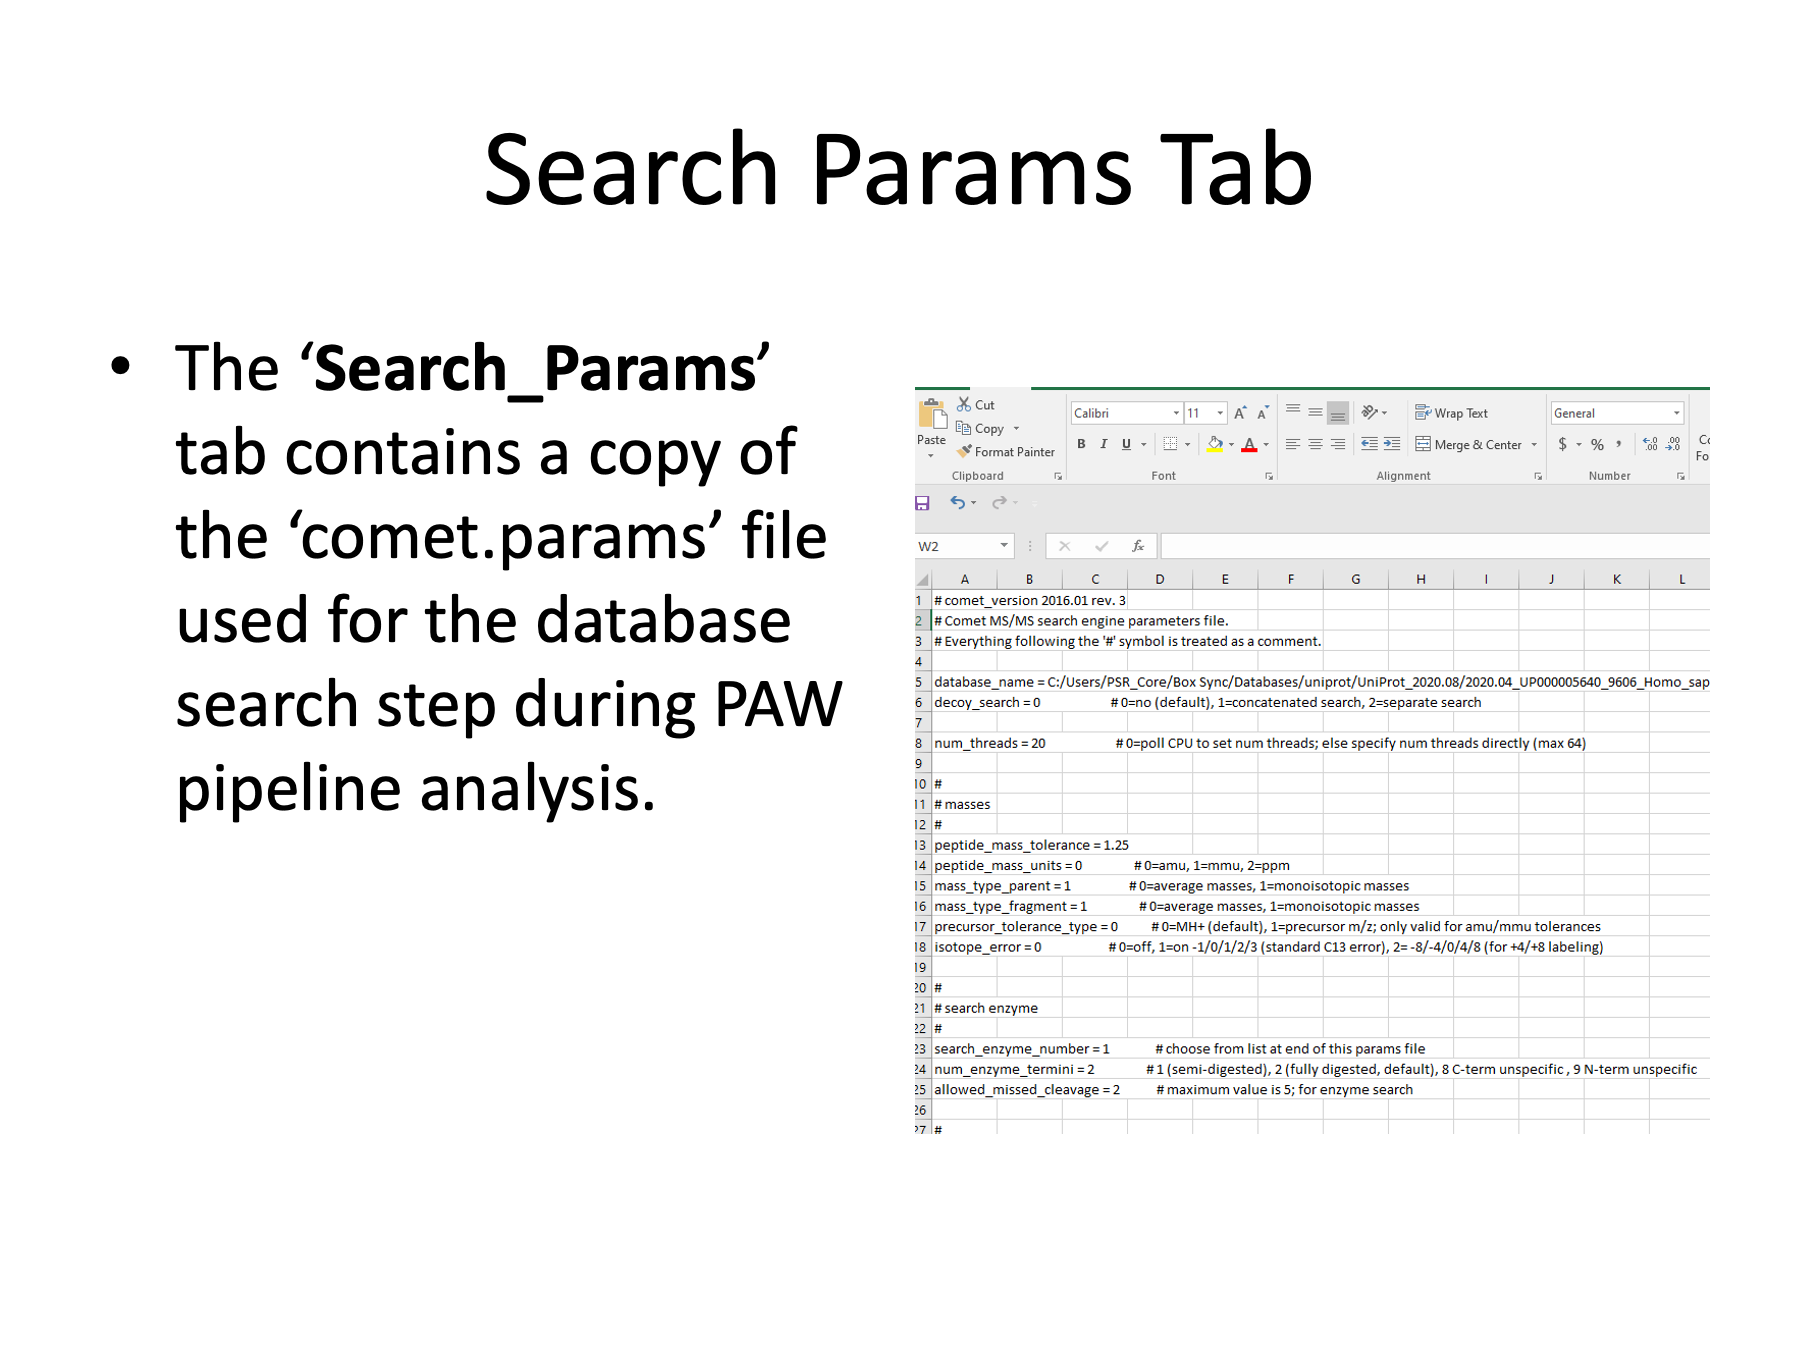 Search Params Tab
• The ‘Search_Params’
tab contains a copy of
the ‘comet.params’ file
used for the database
search step during PAW
pipeline analysis.
Cut
Copy
Format Painter
Paste
Clipboard
Calibri 11 A A
B I U A
Font
Wrap Text
Merge & Center
Alignment
General
$ % , .0 .00 .00 .0
Number
W2 fx
A B C D E F G H I J K L
1 # comet_version 2016.01 rev. 3
2 # Comet MS/MS search engine parameters file.
3 # Everything following the '#' symbol is treated as a comment.
4
5 database_name = C:/Users/PSR_Core/Box Sync/Databases/uniprot/UniProt_2020.08/2020.04_UP000005640_9606_Homo_sap
6 decoy_search = 0 # 0=no (default), 1=concatenated search, 2=separate search
7
8 num_threads = 20 # 0=poll CPU to set num threads; else specify num threads directly (max 64)
9
10 #
11 # masses
12 #
13 peptide_mass_tolerance = 1.25
14 peptide_mass_units = 0 # 0=amu, 1=mmu, 2=ppm
15 mass_type_parent = 1 # 0=average masses, 1=monoisotopic masses
16 mass_type_fragment = 1 # 0=average masses, 1=monoisotopic masses
17 precursor_tolerance_type = 0 # 0=MH+ (default), 1=precursor m/z; only valid for amu/mmu tolerances
18 isotope_error = 0 # 0=off, 1=on -1/0/1/2/3 (standard C13 error), 2= -8/-4/0/4/8 (for +4/+8 labeling)
19
20 #
21 # search enzyme
22 #
23 search_enzyme_number = 1 # choose from list at end of this params file
24 num_enzyme_termini = 2 # 1 (semi-digested), 2 (fully digested, default), 8 C-term unspecific , 9 N-term unspecific
25 allowed_missed_cleavage = 2 # maximum value is 5; for enzyme search
26
27 #